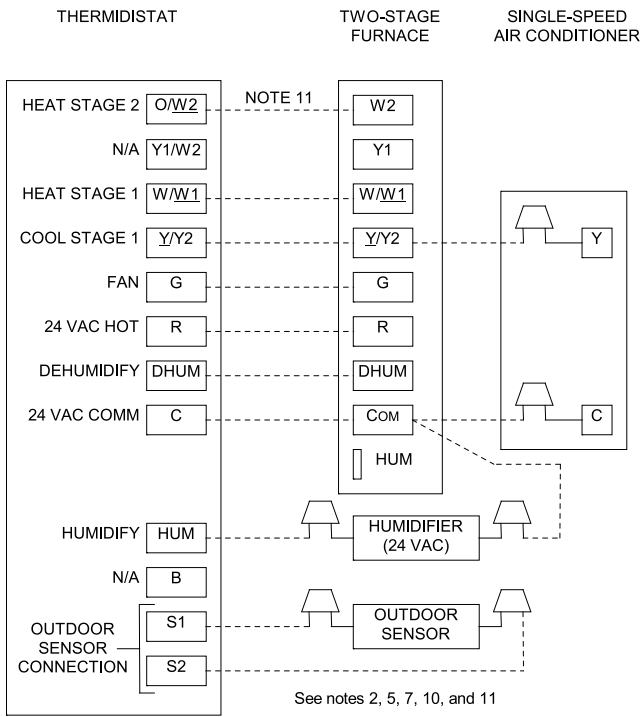 THERMIDISTAT
TWO-STAGE
FURNACE
SINGLE-SPEED
AIR CONDITIONER
HEAT STAGE 2 O/W2 NOTE 11 W2
N/A Y1/W2 Y1
HEAT STAGE 1 W/W1 W/W1
COOL STAGE 1 Y/Y2 Y/Y2 Y
FAN G G
24 VAC HOT R R
DEHUMIDIFY DHUM DHUM
24 VAC COMM C COM C
HUM
HUMIDIFY HUM
HUMIDIFIER
(24 VAC)
N/A B
OUTDOOR
SENSOR
CONNECTION
S1
S2
OUTDOOR
SENSOR
See notes 2, 5, 7, 10, and 11